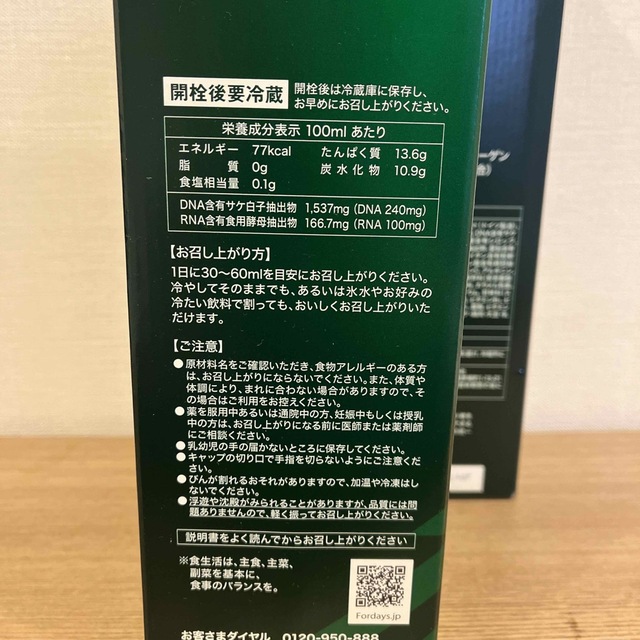 開栓後要冷蔵
開栓後は冷蔵庫に保存し、
お早めにお召し上がりください。
栄養成分表示 100ml あたり
エネルギー 77kcal たんぱく質 13.6g
脂質 0g 炭水化物 10.9g
食塩相当量 0.1g
DNA含有サケ白子抽出物 1,537mg (DNA 240mg)
RNA含有食用酵母抽出物 166.7mg (RNA 100mg)
【お召し上がり方】
1日に30〜60mlを目安にお召し上がりください。
冷やしてそのままでも、あるいは氷水やお好みの
冷たい飲料で割っても、おいしくお召し上がりいた
だけます。
【ご注意】
●原材料名をご確認いただき、食物アレルギーのある方
は、お召し上がりにならないでください。また、体質や
体調により、まれに合わない場合がありますので、そ
の場合はご利用をお控えください。
●薬を服用中あるいは通院中の方、妊娠中もしくは授乳
中の方は、お召し上がりになる前に医師または薬剤師
にご相談ください。
●乳幼児の手の届かないところに保存してください。
●キャップの切り口で手指を切らないようにご注意くださ
い。
●びんが割れるおそれがありますので、加温や冷凍はし
ないでください。
●浮遊や沈殿がみられることがありますが、品質には問
題ありませんので、軽く振ってお召し上がりください。
説明書をよく読んでからお召し上がりください
※食生活は、主食、主菜、
副菜を基本に、
食事のバランスを。
Fordays.jp
お客さまダイヤル 0120-950-888
ーゲン